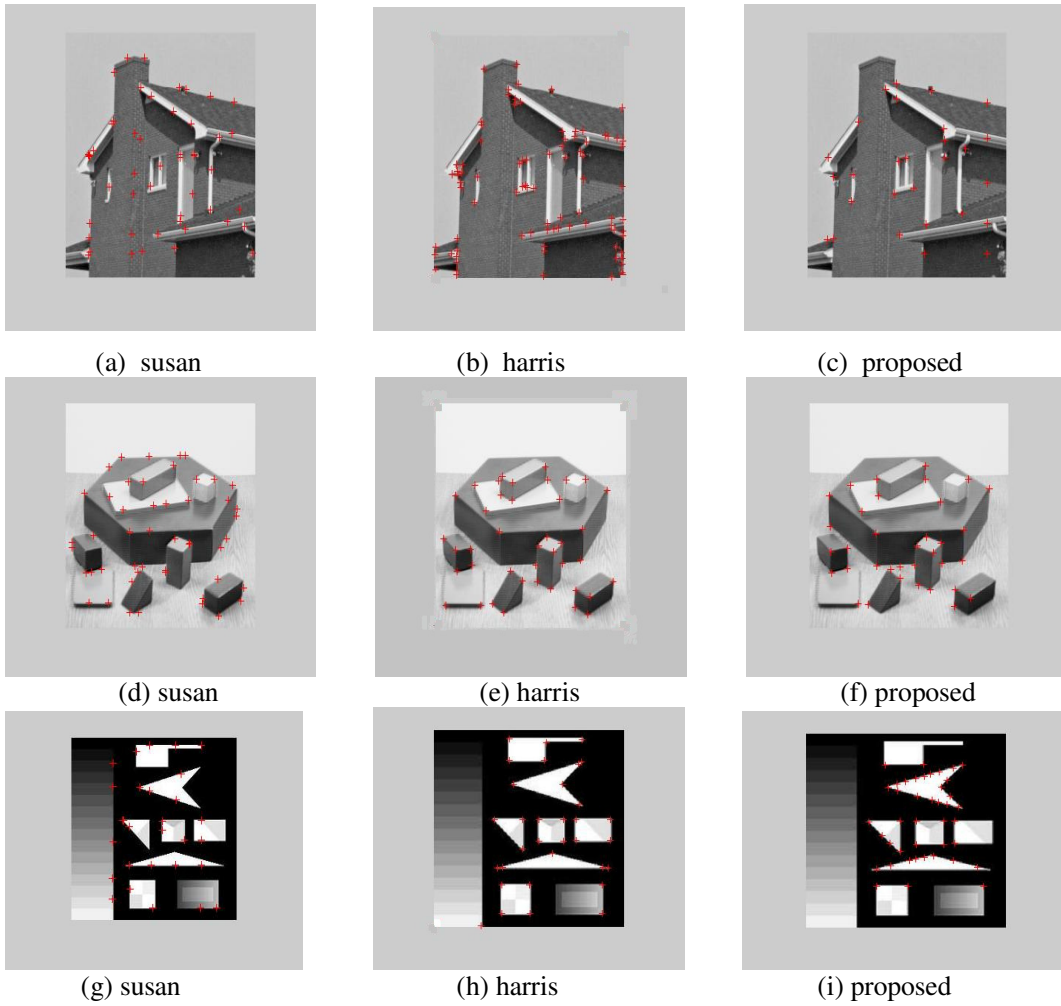 (a) susan (b) harris (c) proposed
(d) susan (e) harris (f) proposed
(g) susan (h) harris (i) proposed